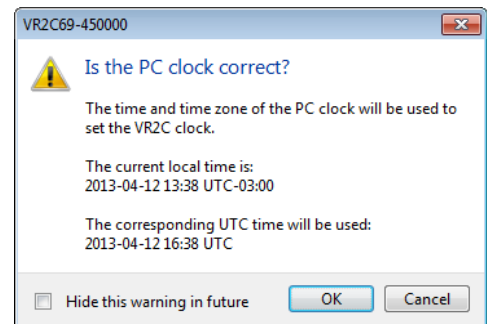 VR2C69-450000
Is the PC clock correct?
The time and time zone of the PC clock will be used to
set the VR2C clock.
The current local time is:
2013-04-12 13:38 UTC-03:00
The corresponding UTC time will be used:
2013-04-12 16:38 UTC
Hide this warning in future
OK
Cancel